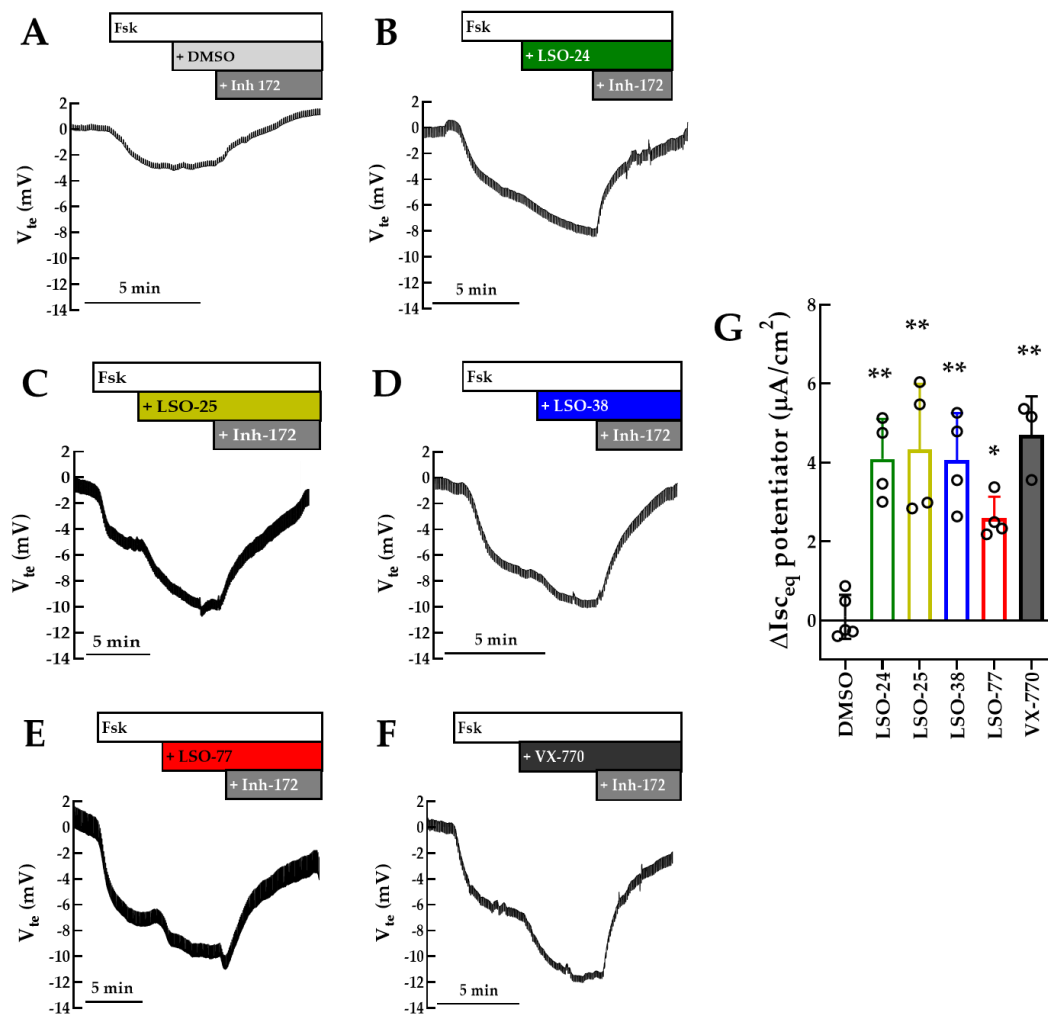 A
Fsk
+ DMSO
+ Inh 172
2
0
-2
-4
-6
-8
-10
-12
-14
Vte (mV)
5 min
B
Fsk
+ LSO-24
+ Inh-172
2
0
-2
-4
-6
-8
-10
-12
-14
Vte (mV)
5 min
C
Fsk
+ LSO-25
+ Inh-172
2
0
-2
-4
-6
-8
-10
-12
-14
Vte (mV)
5 min
D
Fsk
+ LSO-38
+ Inh-172
2
0
-2
-4
-6
-8
-10
-12
-14
Vte (mV)
5 min
E
Fsk
+ LSO-77
+ Inh-172
2
0
-2
-4
-6
-8
-10
-12
-14
Vte (mV)
5 min
F
Fsk
+ VX-770
+ Inh-172
2
0
-2
-4
-6
-8
-10
-12
-14
Vte (mV)
5 min
G
ΔIsceq potentiator (µA/cm²)
8
6
4
2
0
**
**
**
*
**
DMSO
LSO-24
LSO-25
LSO-38
LSO-77
VX-770